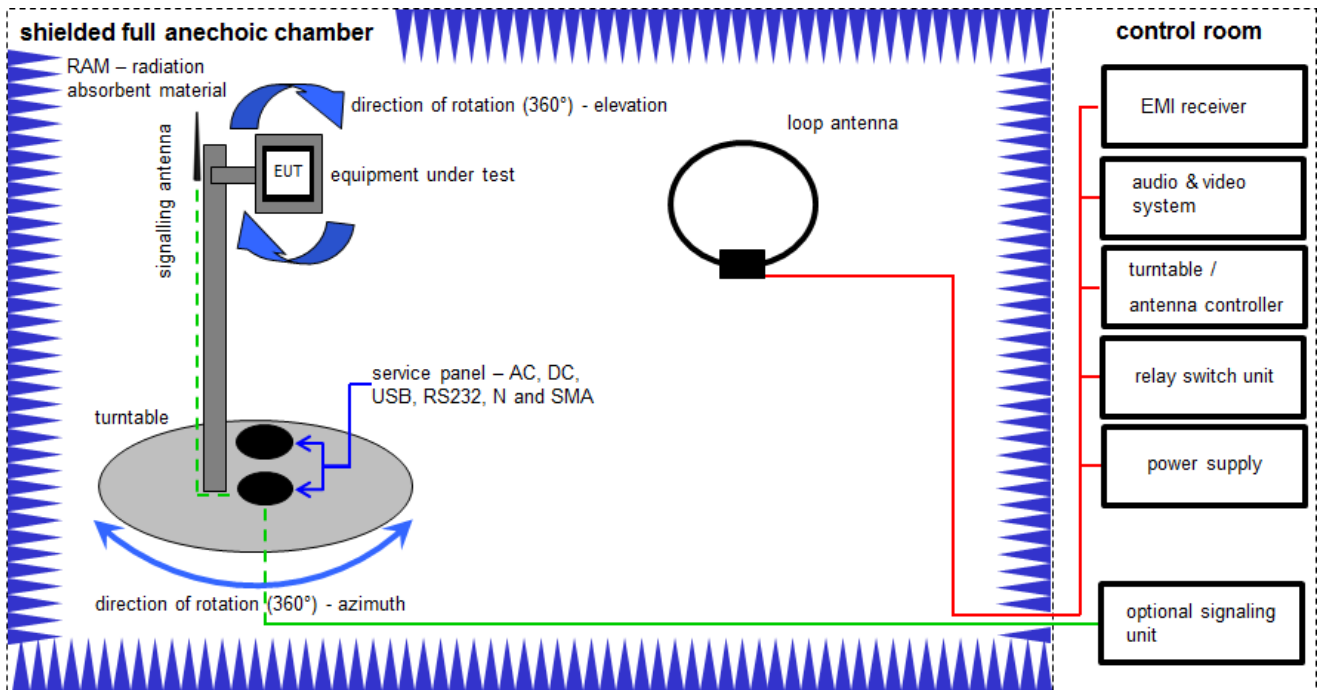 shielded full anechoic chamber
RAM – radiation
absorbent material
signalling antenna
direction of rotation (360°) - elevation
EUT
equipment under test
loop antenna
service panel – AC, DC,
USB, RS232, N and SMA
turntable
direction of rotation (360°) - azimuth
control room
EMI receiver
audio & video
system
turntable /
antenna controller
relay switch unit
power supply
optional signaling
unit